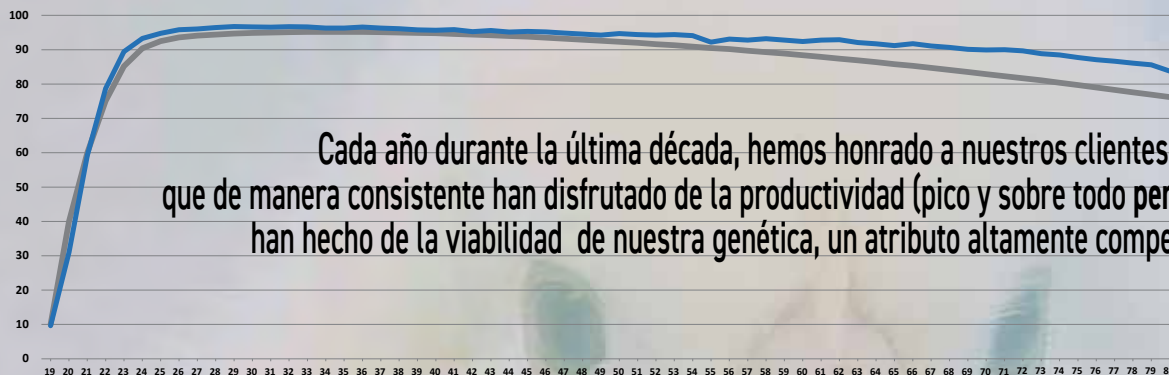 100
90
80
70
60
50
40
30
20
10
0
Cada año durante la última década, hemos honrado a nuestros clientes
que de manera consistente han disfrutado de la productividad (pico y sobre todo per
han hecho de la viabilidad de nuestra genética, un atributo altamente compe
19 20 21 22 23 24 25 26 27 28 29 30 31 32 33 34 35 36 37 38 39 40 41 42 43 44 45 46 47 48 49 50 51 52 53 54 55 56 57 58 59 60 61 62 63 64 65 66 67 68 69 70 71 72 73 74 75 76 77 78 79 8